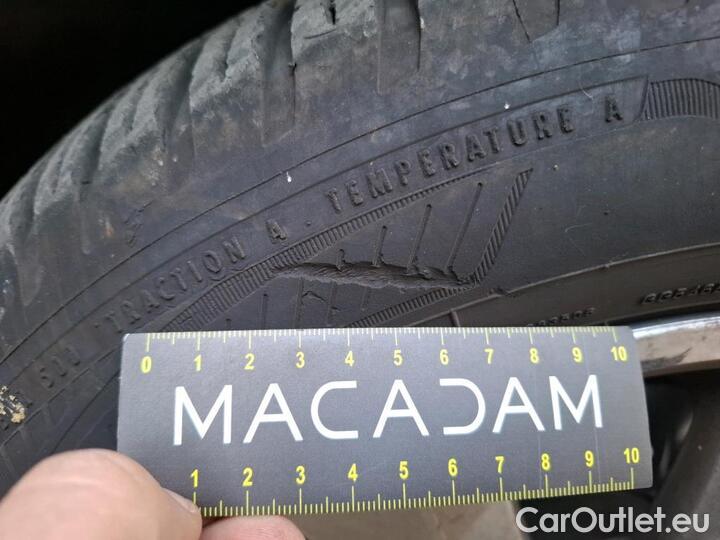 TRACTION A · TEMPERATURE A
0 1 2 3 4 5 6 7 8 9 10
MACADAM
1 2 3 4 5 6 7 8 9 10
CarOutlet.eu